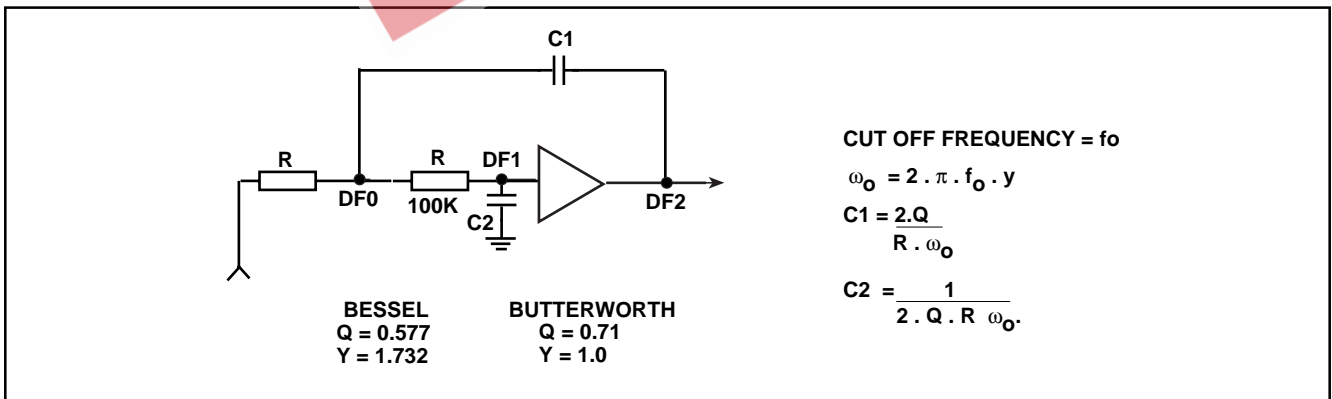 C1
R
R
DF1
DF0
100K
C2
DF2
BESSEL
Q = 0.577
Y = 1.732
BUTTERWORTH
Q = 0.71
Y = 1.0
CUT OFF FREQUENCY = fo
ωo = 2 . π . fo . y
C1 = 2.Q
R . ωo
C2 = 1
2 . Q . R ωo.